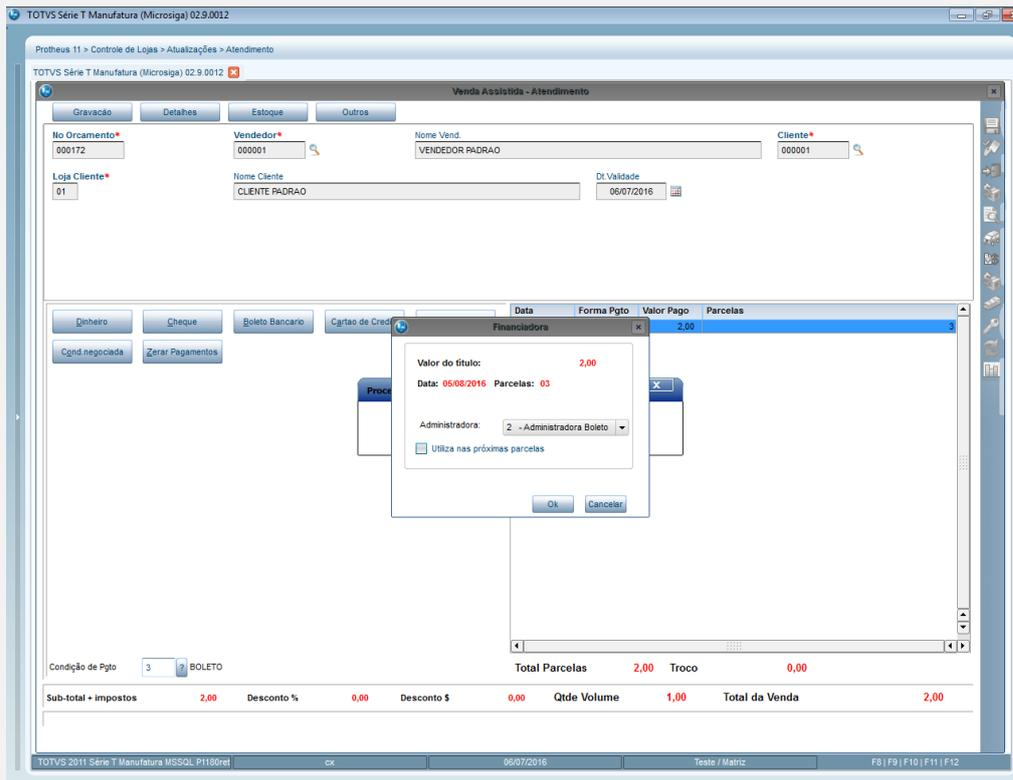 TOTVS Série T Manufatura (Microsiga) 02.9.0012
Protheus 11 > Controle de Lojas > Atualizações > Atendimento
TOTVS Série T Manufatura (Microsiga) 02.9.0012
Venda Assistida - Atendimento
Gravacão Detalhes Estoque Outros
No Orcamento* Vendedor* Nome Vend. Cliente*
000172 000001 VENDEDOR PADRAO 000001
Loja Cliente* Nome Cliente Dt.Validade
01 CLIENTE PADRAO 06/07/2016
Data Forma Pgto Valor Pago Parcelas
Dinheiro Cheque Boleto Bancario Cartao de Credi
2,00 3
Cond.negociada Zerar Pagamentos
Proce X
Financiadora
Valor do título: 2,00
Data: 05/08/2016 Parcelas: 03
Administradora: 2 - Administradora Boleto
Utiliza nas próximas parcelas
Ok Cancelar
Condição de Pgto 3 ? BOLETO
Total Parcelas 2,00 Troco 0,00
Sub-total + impostos 2,00 Desconto % 0,00 Desconto $ 0,00 Qtde Volume 1,00 Total da Venda 2,00
TOTVS 2011 Série T Manufatura MSSQL P1180ret cx 06/07/2016 Teste / Matriz F8 | F9 | F10 | F11 | F12